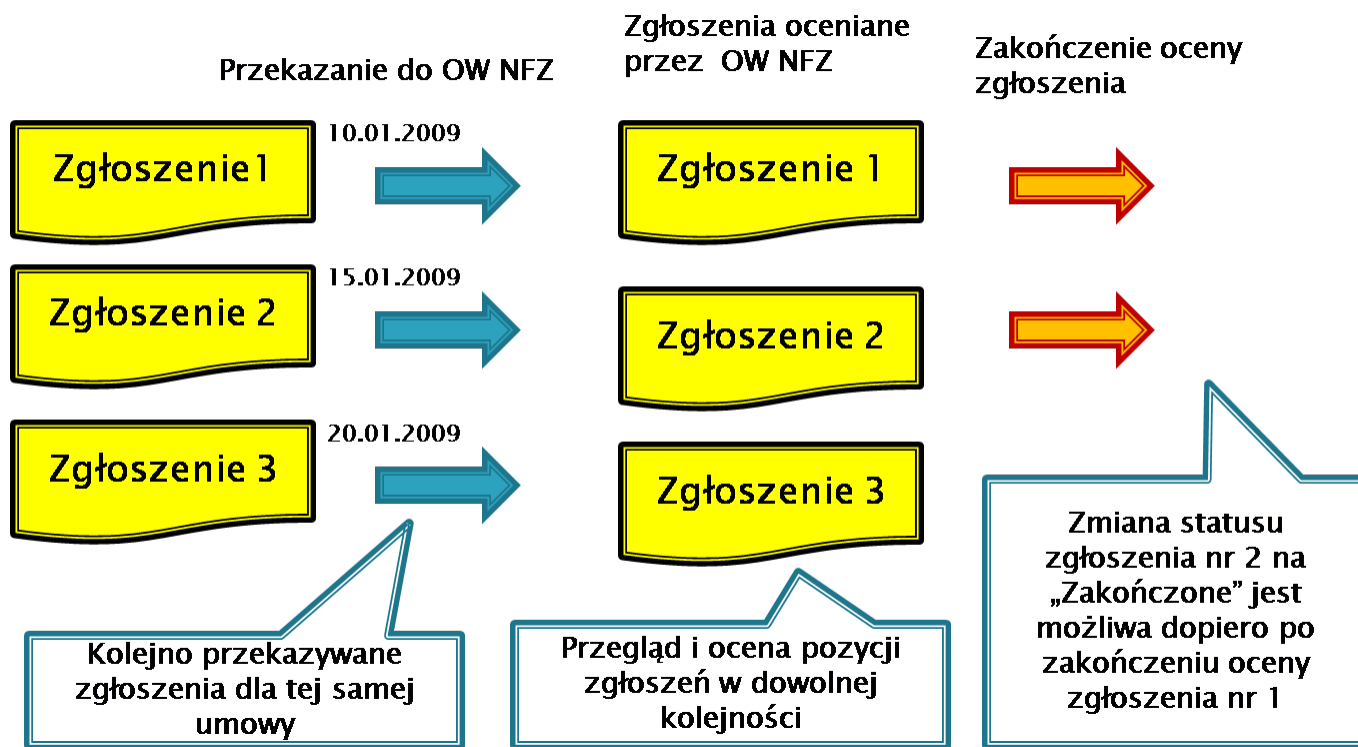 Przekazanie do OW NFZ
Zgłoszenia oceniane
przez OW NFZ
Zakończenie oceny
zgłoszenia
Zgłoszenie 1
10.01.2009
Zgłoszenie 1
Zgłoszenie 2
15.01.2009
Zgłoszenie 2
Zgłoszenie 3
20.01.2009
Zgłoszenie 3
Kolejno przekazywane
zgłoszenia dla tej samej
umowy
Przegląd i ocena pozycji
zgłoszeń w dowolnej
kolejności
Zmiana statusu
zgłoszenia nr 2 na
„Zakończone” jest
możliwa dopiero po
zakończeniu oceny
zgłoszenia nr 1